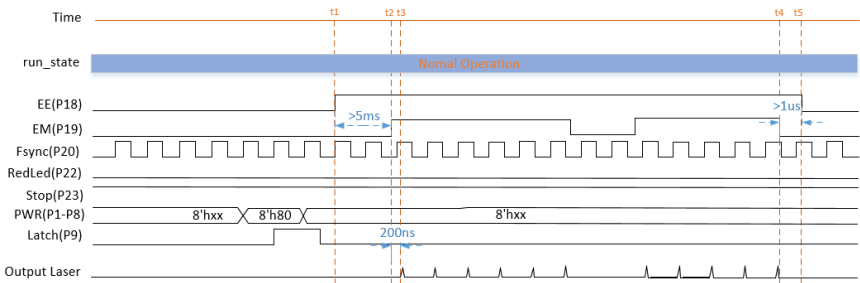 Time
t1 t2 t3 t4 t5
run_state Nomal Operation
EE(P18)
>5ms >1us
EM(P19)
Fsync(P20)
RedLed(P22)
Stop(P23)
PWR(P1-P8) 8'hxx 8'h80 8'hxx
Latch(P9) 200ns
Output Laser